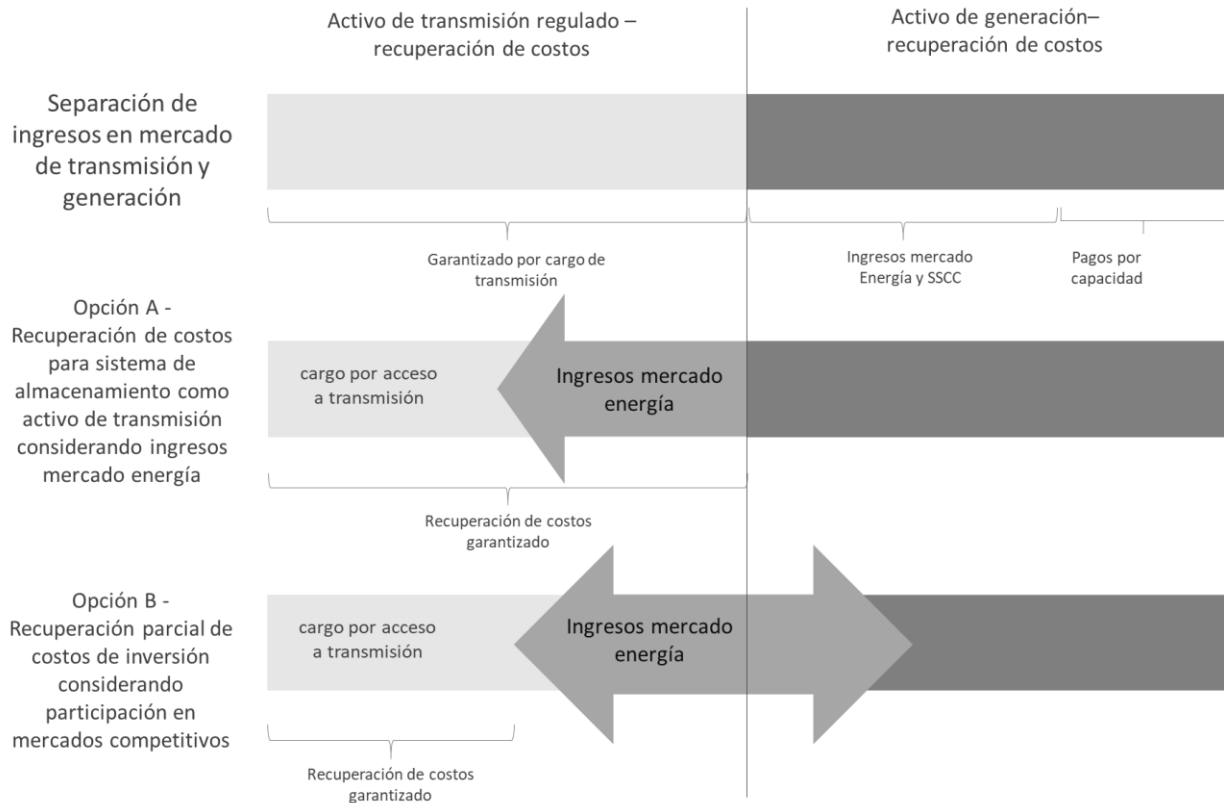 Activo de transmisión regulado –
recuperación de costos
Activo de generación–
recuperación de costos
Separación de
ingresos en mercado
de transmisión y
generación
Garantizado por cargo de
transmisión
Ingresos mercado
Energía y SSCC
Pagos por
capacidad
Opción A -
Recuperación de costos
para sistema de
almacenamiento como
activo de transmisión
considerando ingresos
mercado energía
cargo por acceso
a transmisión
Ingresos mercado
energía
Recuperación de costos
garantizado
Opción B -
Recuperación parcial de
costos de inversión
considerando
participación en
mercados competitivos
cargo por acceso
a transmisión
Ingresos mercado
energía
Recuperación de costos
garantizado